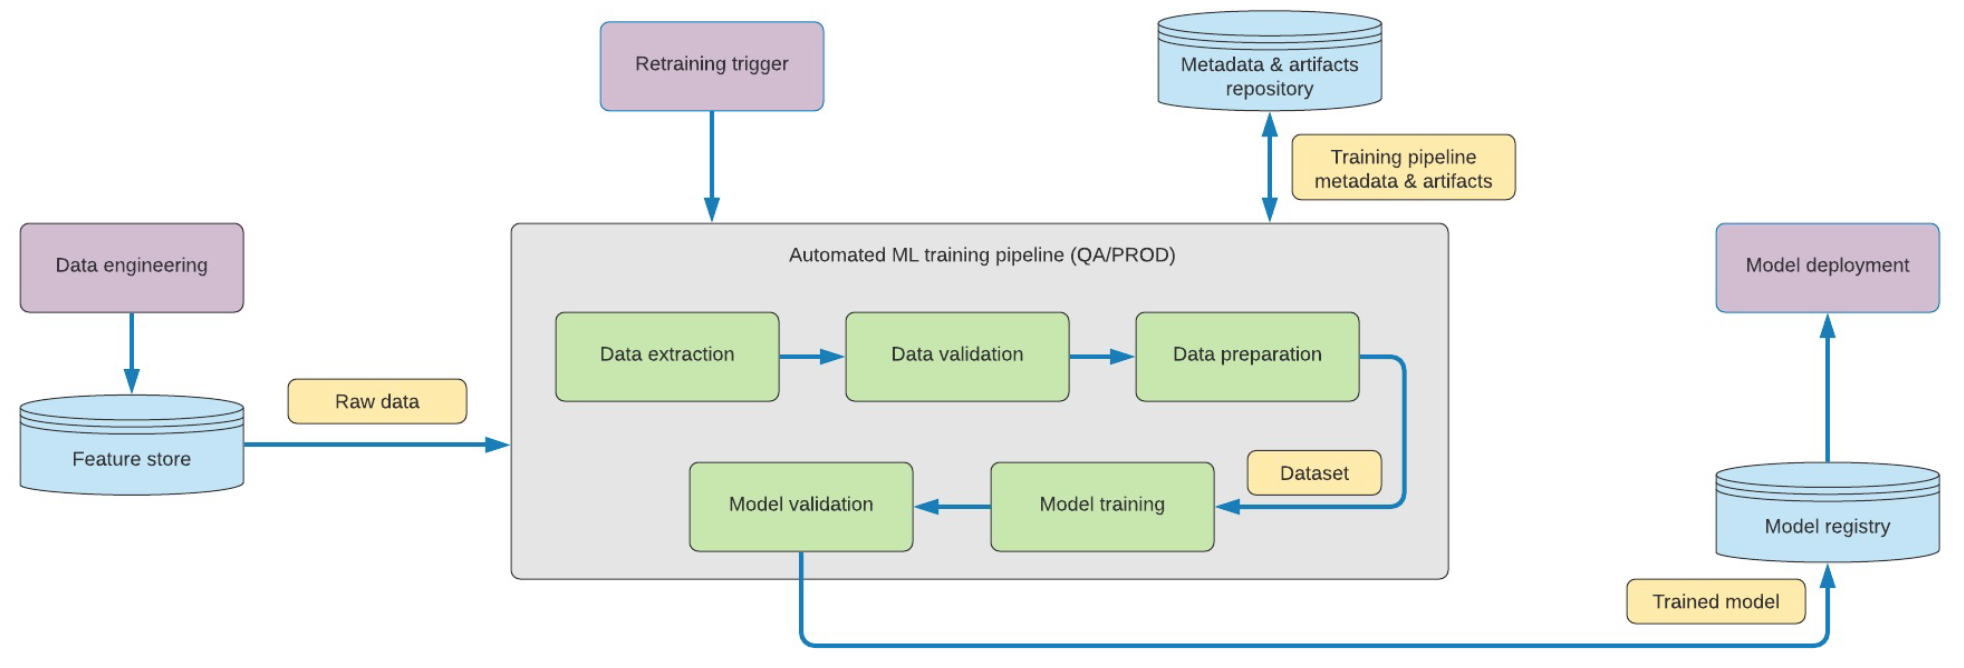 Retraining trigger
Metadata & artifacts
repository
Training pipeline
metadata & artifacts
Data engineering
Automated ML training pipeline (QA/PROD)
Model deployment
Data extraction
Data validation
Data preparation
Raw data
Feature store
Dataset
Model validation
Model training
Model registry
Trained model